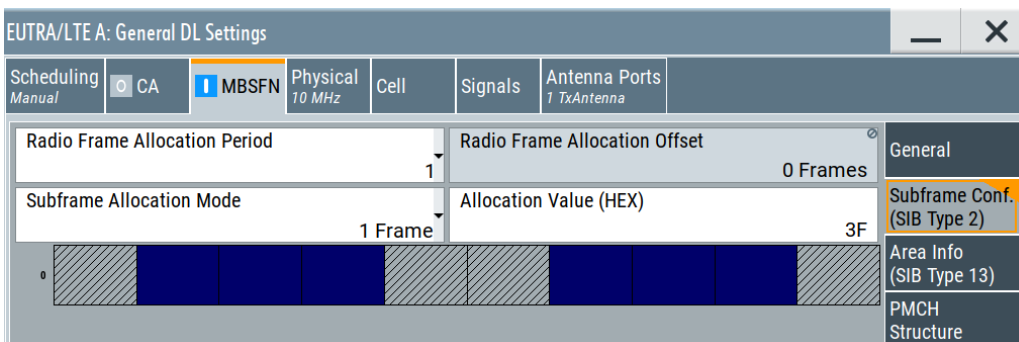 EUTRA/LTE A: General DL Settings
Scheduling
Manual
O CA
I MBSFN
Physical
10 MHz
Cell
Signals
Antenna Ports
1 TxAntenna
Radio Frame Allocation Period
1
Radio Frame Allocation Offset
0 Frames
Subframe Allocation Mode
1 Frame
Allocation Value (HEX)
3F
0
General
Subframe Conf.
(SIB Type 2)
Area Info
(SIB Type 13)
PMCH
Structure